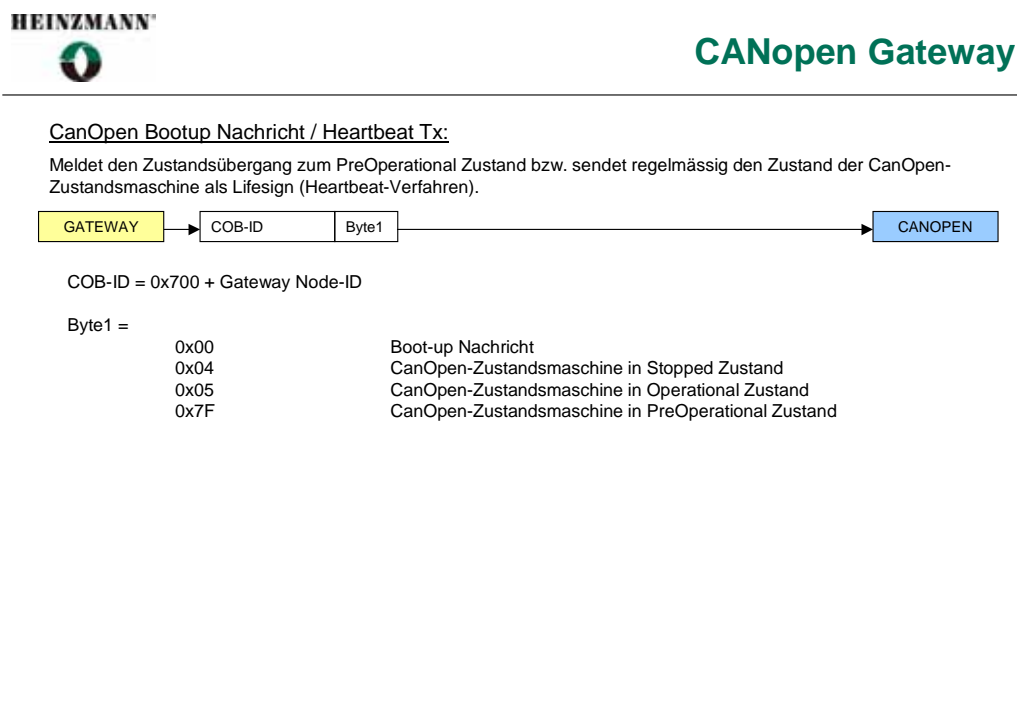 HEINZMANN®
CANopen Gateway
CanOpen Bootup Nachricht / Heartbeat Tx:
Meldet den Zustandsübergang zum PreOperational Zustand bzw. sendet regelmässig den Zustand der CanOpen-
Zustandsmaschine als Lifesign (Heartbeat-Verfahren).
GATEWAY COB-ID Byte1 CANOPEN
COB-ID = 0x700 + Gateway Node-ID
Byte1 =
0x00 Boot-up Nachricht
0x04 CanOpen-Zustandsmaschine in Stopped Zustand
0x05 CanOpen-Zustandsmaschine in Operational Zustand
0x7F CanOpen-Zustandsmaschine in PreOperational Zustand